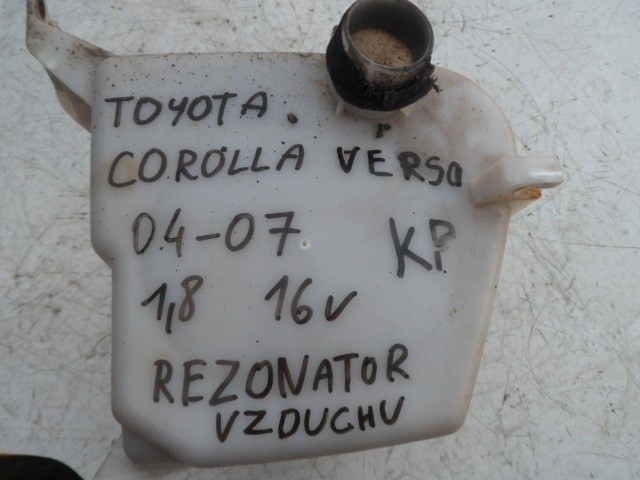 TOYOTA
COROLLA VERSO
04-07 KP
1,8 16v
REZONATOR
VZDUCHU